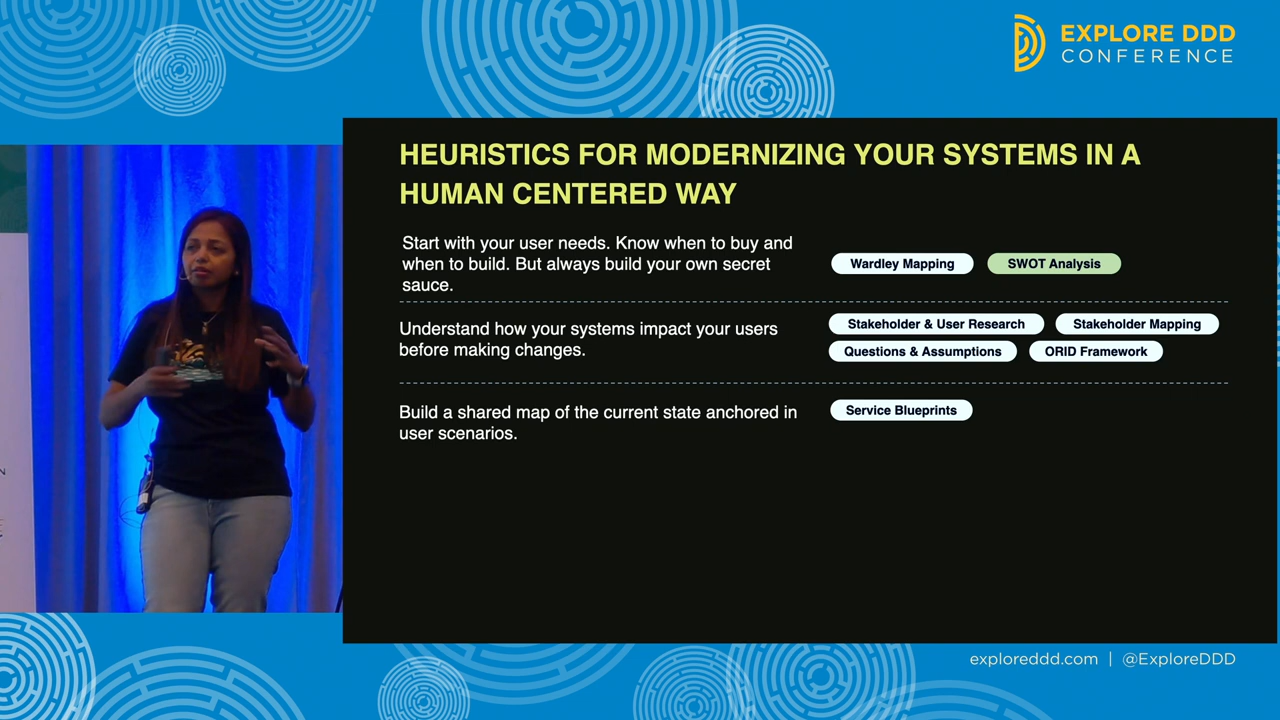 EXPLORE DDD
CONFERENCE
HEURISTICS FOR MODERNIZING YOUR SYSTEMS IN A
HUMAN CENTERED WAY
Start with your user needs. Know when to buy and
when to build. But always build your own secret
sauce.
Wardley Mapping
SWOT Analysis
Understand how your systems impact your users
before making changes.
Stakeholder & User Research
Stakeholder Mapping
Questions & Assumptions
ORID Framework
Build a shared map of the current state anchored in
user scenarios.
Service Blueprints
N
E
exploreddd.com | @ExploreDDD